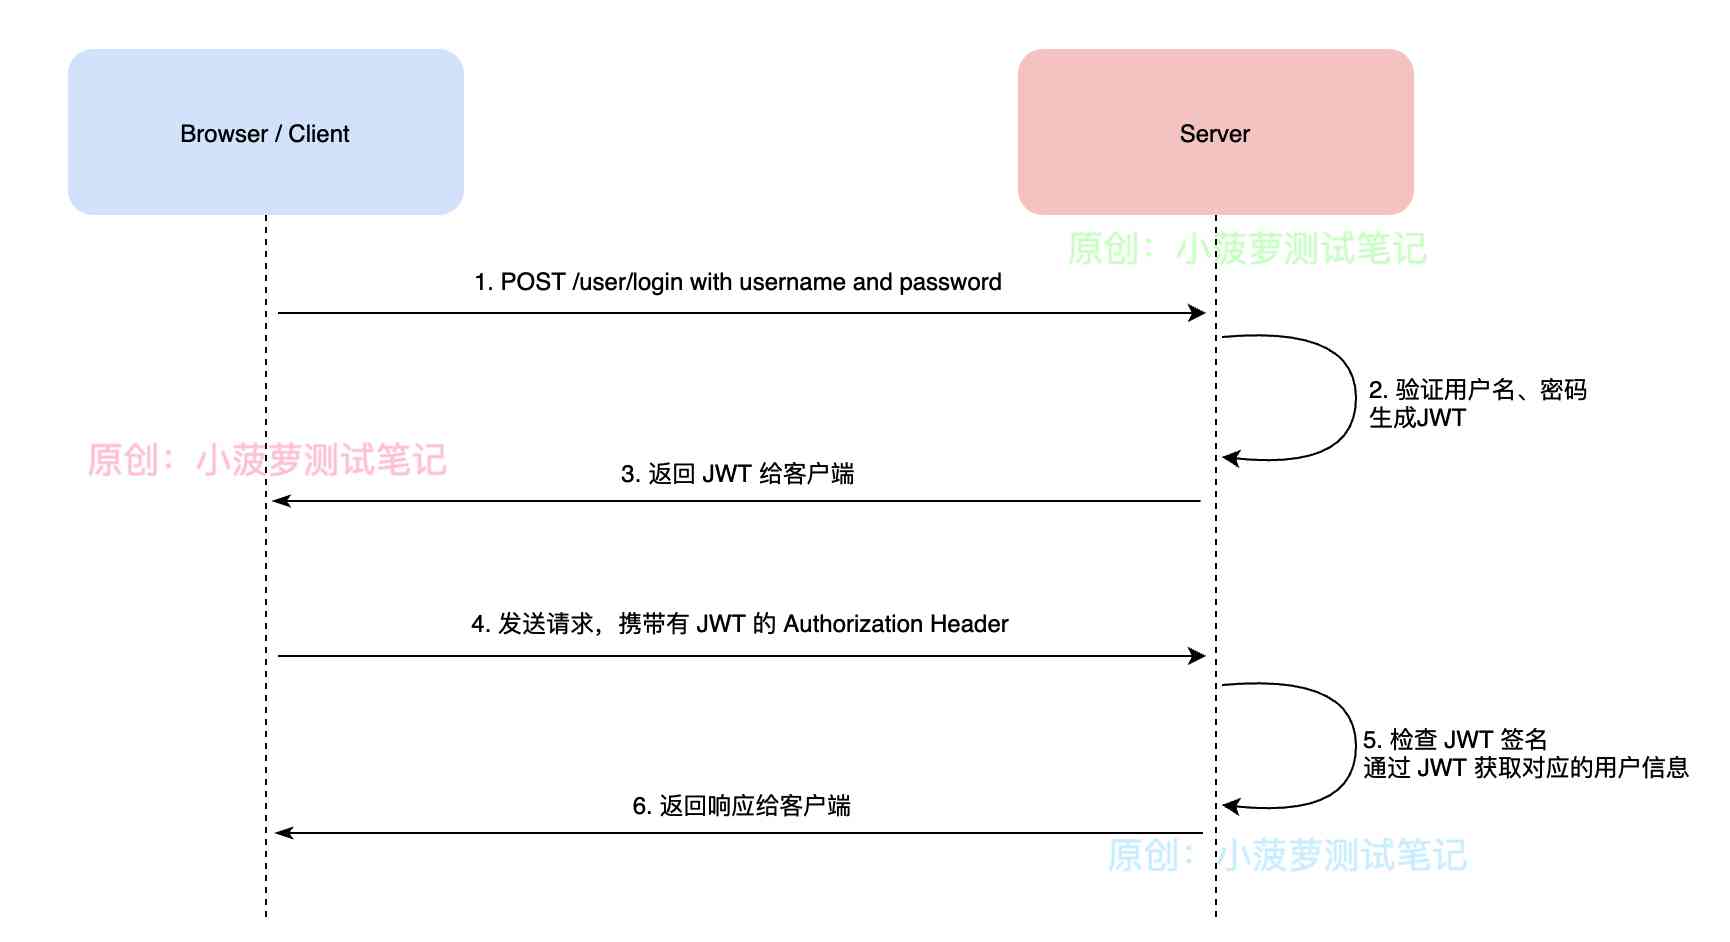 Browser / Client
Server
原创：小菠萝测试笔记
1. POST /user/login with username and password
2. 验证用户名、密码
生成JWT
原创：小菠萝测试笔记
3. 返回 JWT 给客户端
4. 发送请求，携带有 JWT 的 Authorization Header
5. 检查 JWT 签名
通过 JWT 获取对应的用户信息
6. 返回响应给客户端
原创：小菠萝测试笔记